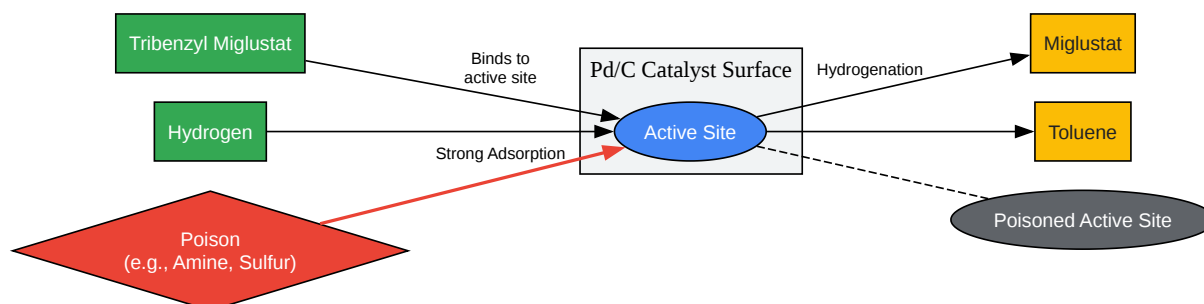 Tribenzyl Miglustat
Miglustat
Binds to
active site
Pd/C Catalyst Surface
Hydrogenation
Hydrogen
Active Site
Toluene
Strong Adsorption
Poisoned Active Site
Poison
(e.g., Amine, Sulfur)